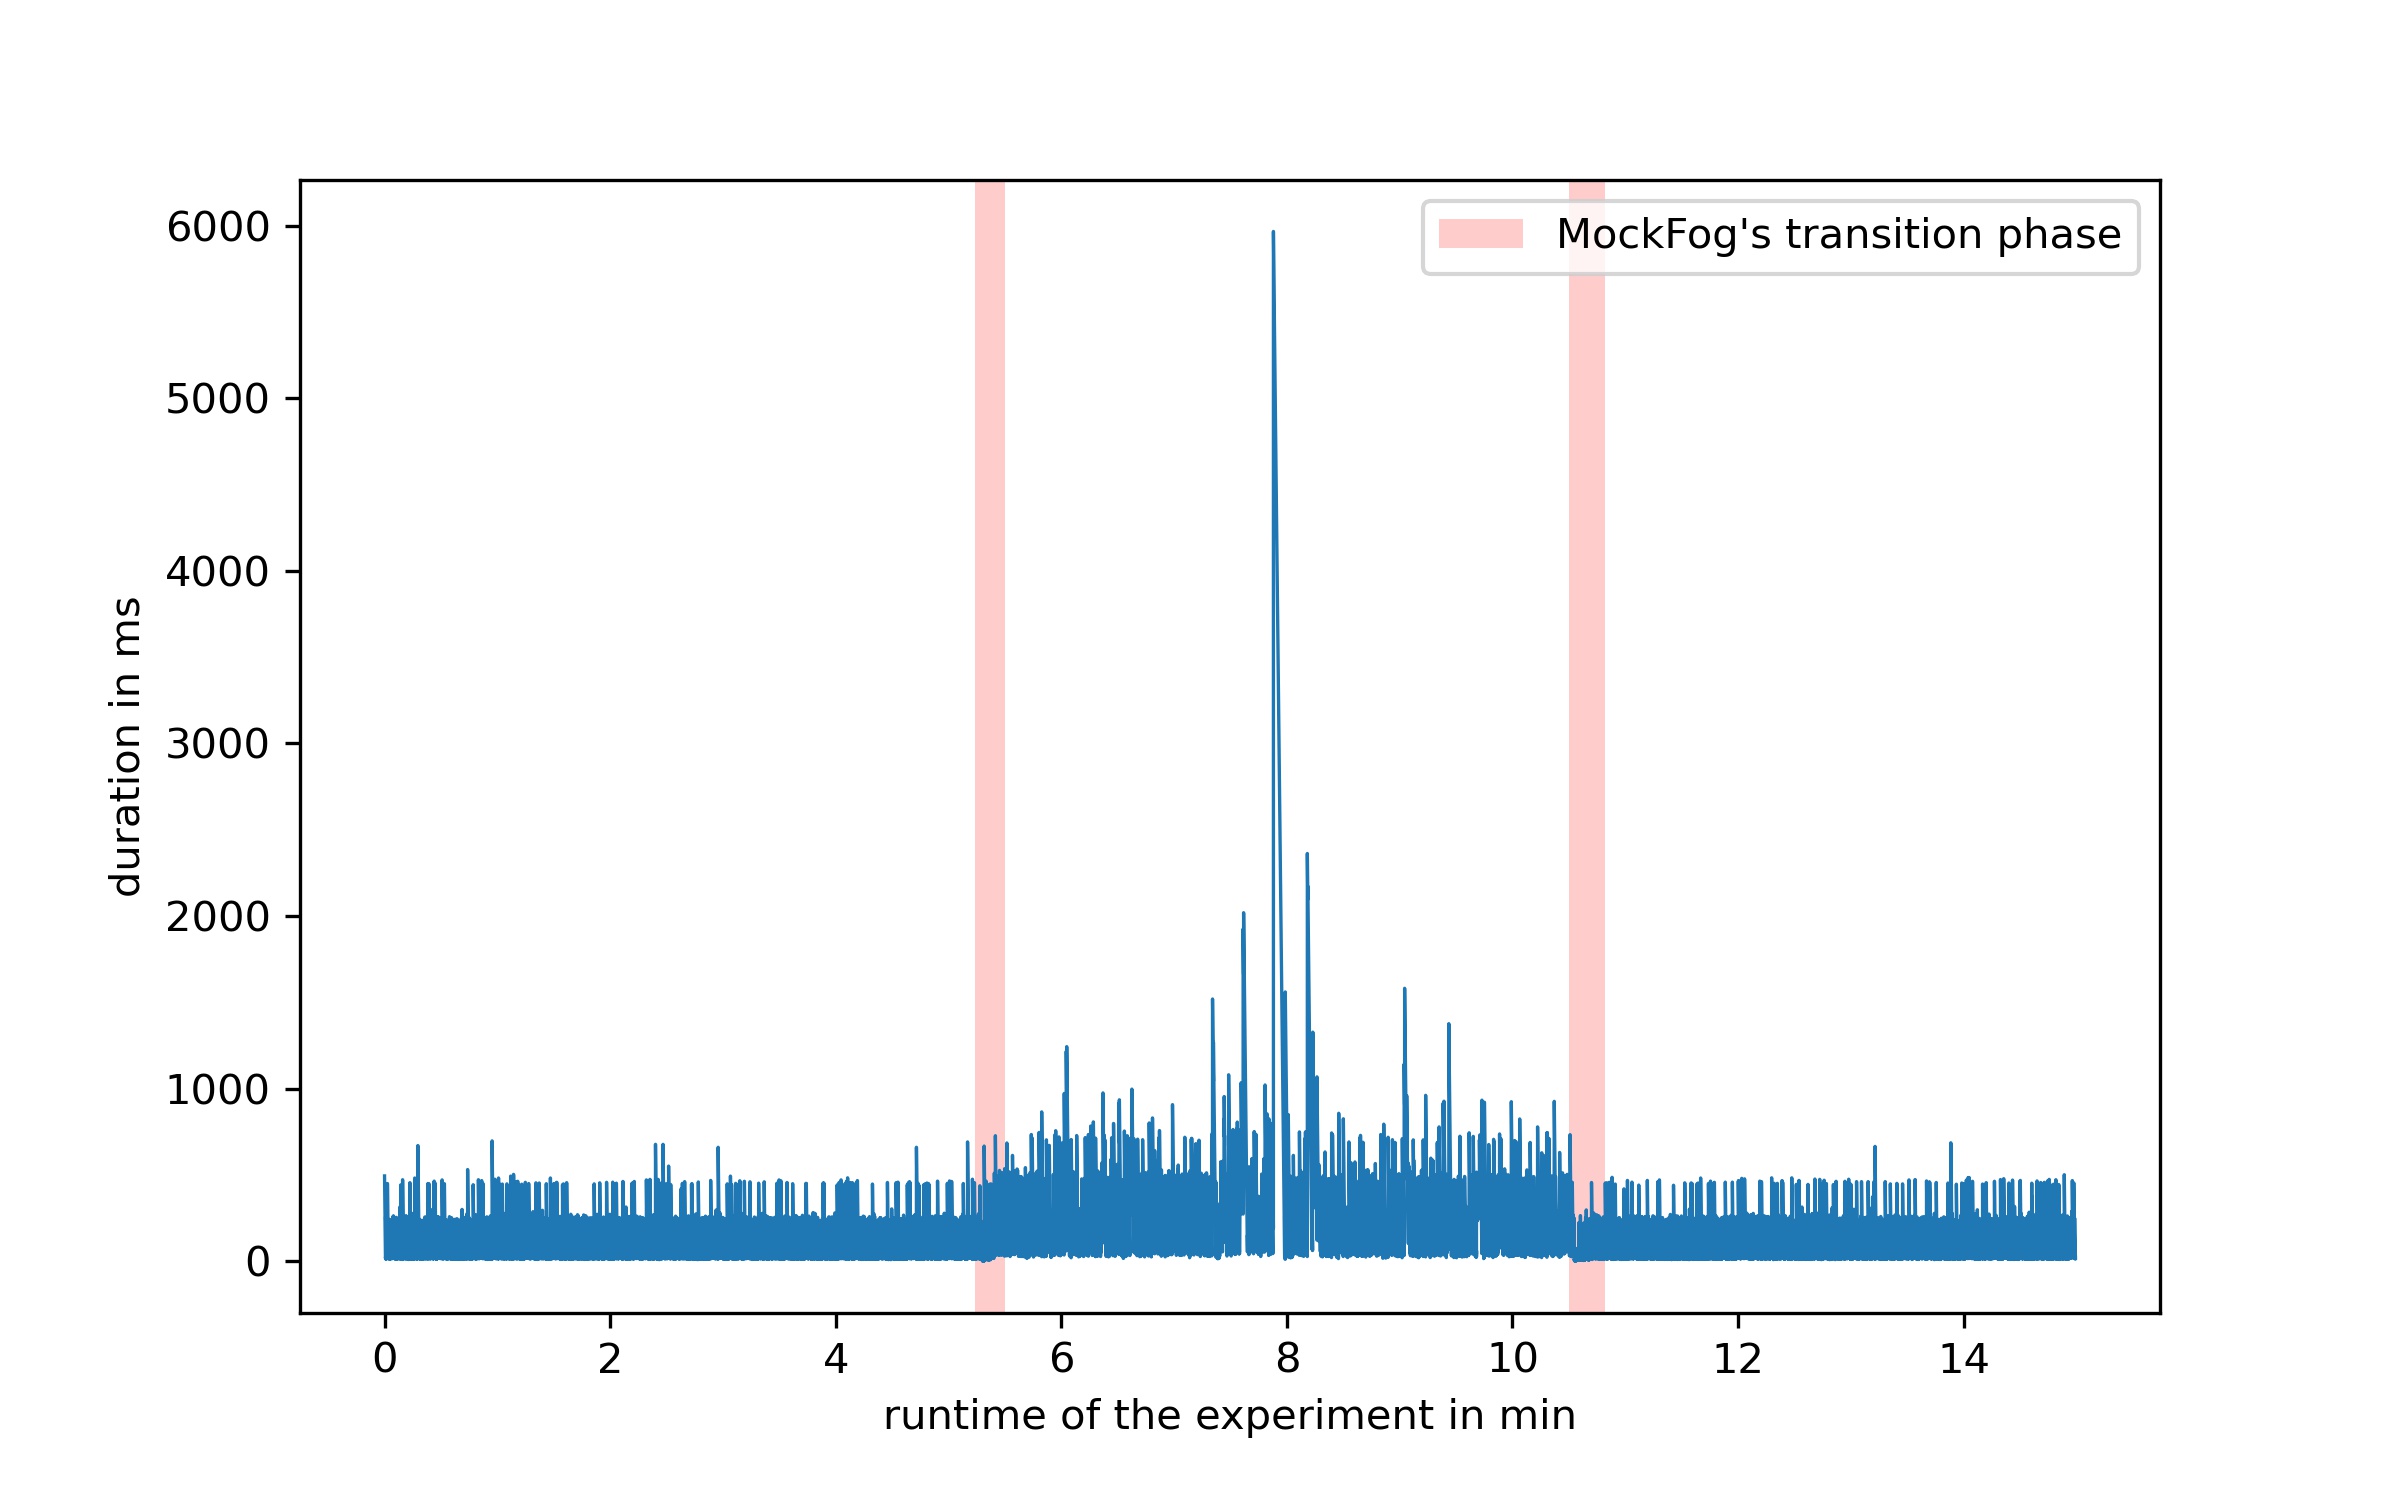 MockFog's transition phase
6000
5000
4000
3000
2000
1000
0
duration in ms
0 2 4 6 8 10 12 14
runtime of the experiment in min